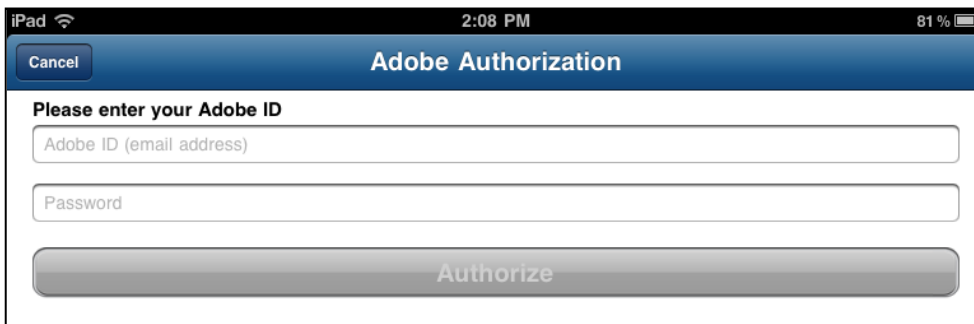 iPad 2:08 PM 81%
Cancel Adobe Authorization
Please enter your Adobe ID
Adobe ID (email address)
Password
Authorize